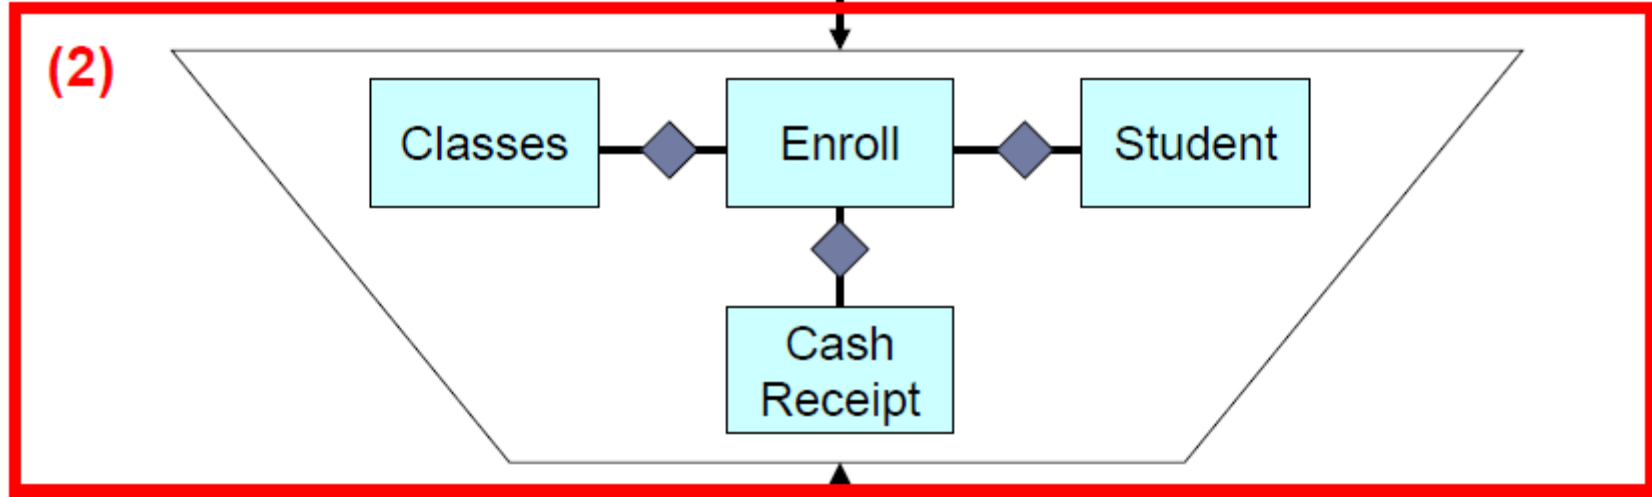 (2)
Classes
Enroll
Student
Cash
Receipt